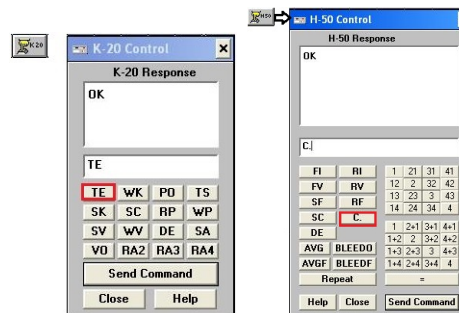 K20
K-20 Control
K-20 Response
OK
TE
TE WK PO TS
SK SC RP WP
SV WV DE SA
VO RA2 RA3 RA4
Send Command
Close Help
H50
H-50 Control
H-50 Response
OK
C.
FI RI
FV RV
SF RF
SC C.
DE
AVG BLEEDO
AVGF BLEEDF
Repeat
Help Close
1 21 31 41
12 2 32 42
13 23 3 43
14 24 34 4
1 2+1 3+1 4+1
1+2 2 3+2 4+2
1+3 2+3 3 4+3
1+4 2+4 3+4 4
=
Send Command